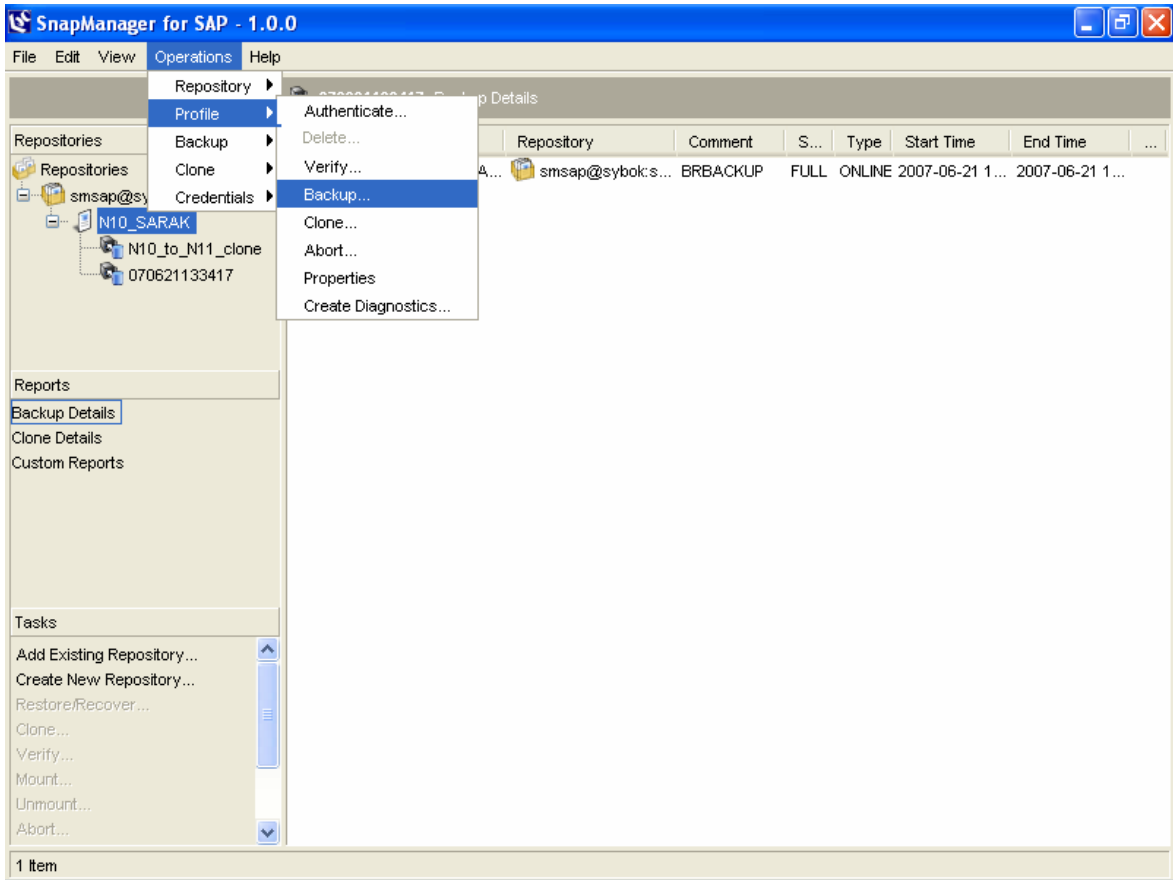 SnapManager for SAP - 1.0.0
File Edit View Operations Help
Repository
Profile
Backup
Clone
Credentials
Authenticate...
Delete...
Verify...
Backup...
Clone...
Abort...
Properties
Create Diagnostics...
p Details
Repositories
Repository Comment S... Type Start Time End Time ...
A... smsap@sybok:s... BRBACKUP FULL ONLINE 2007-06-21 1... 2007-06-21 1...
Repositories
smsap@sy
N10_SARAK
N10_to_N11_clone
070621133417
Reports
Backup Details
Clone Details
Custom Reports
Tasks
Add Existing Repository...
Create New Repository...
Restore/Recover...
Clone...
Verify...
Mount...
Unmount...
Abort...
1 Item